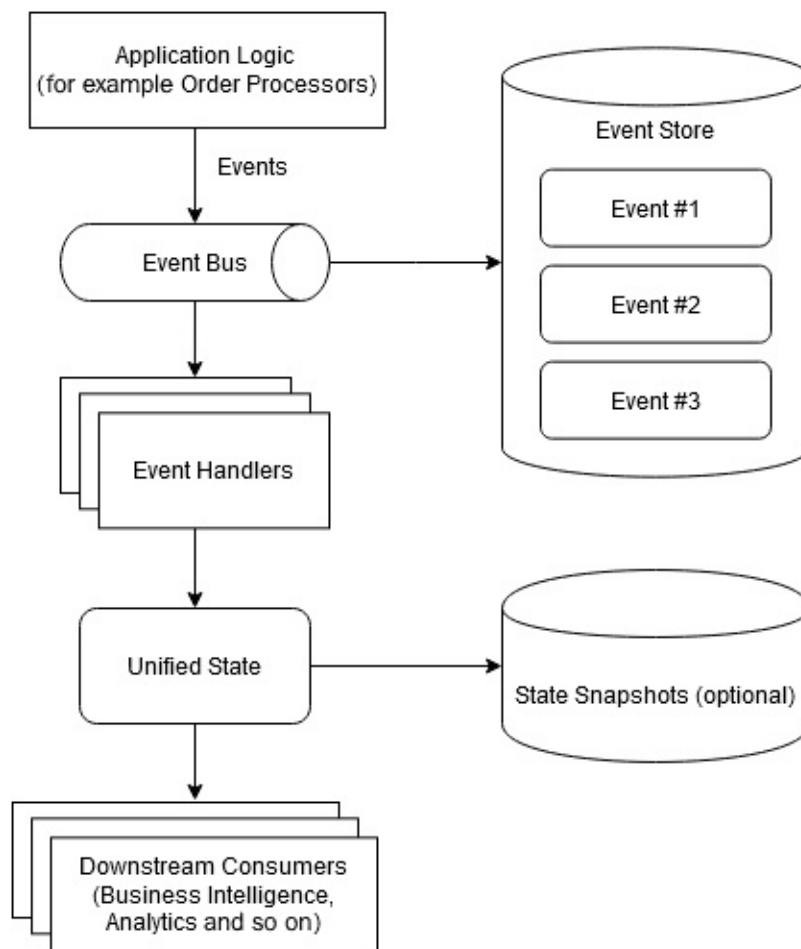 Application Logic
(for example Order Processors)
Events
Event Bus
Event Store
Event #1
Event #2
Event #3
Event Handlers
Unified State
State Snapshots (optional)
Downstream Consumers
(Business Intelligence,
Analytics and so on)